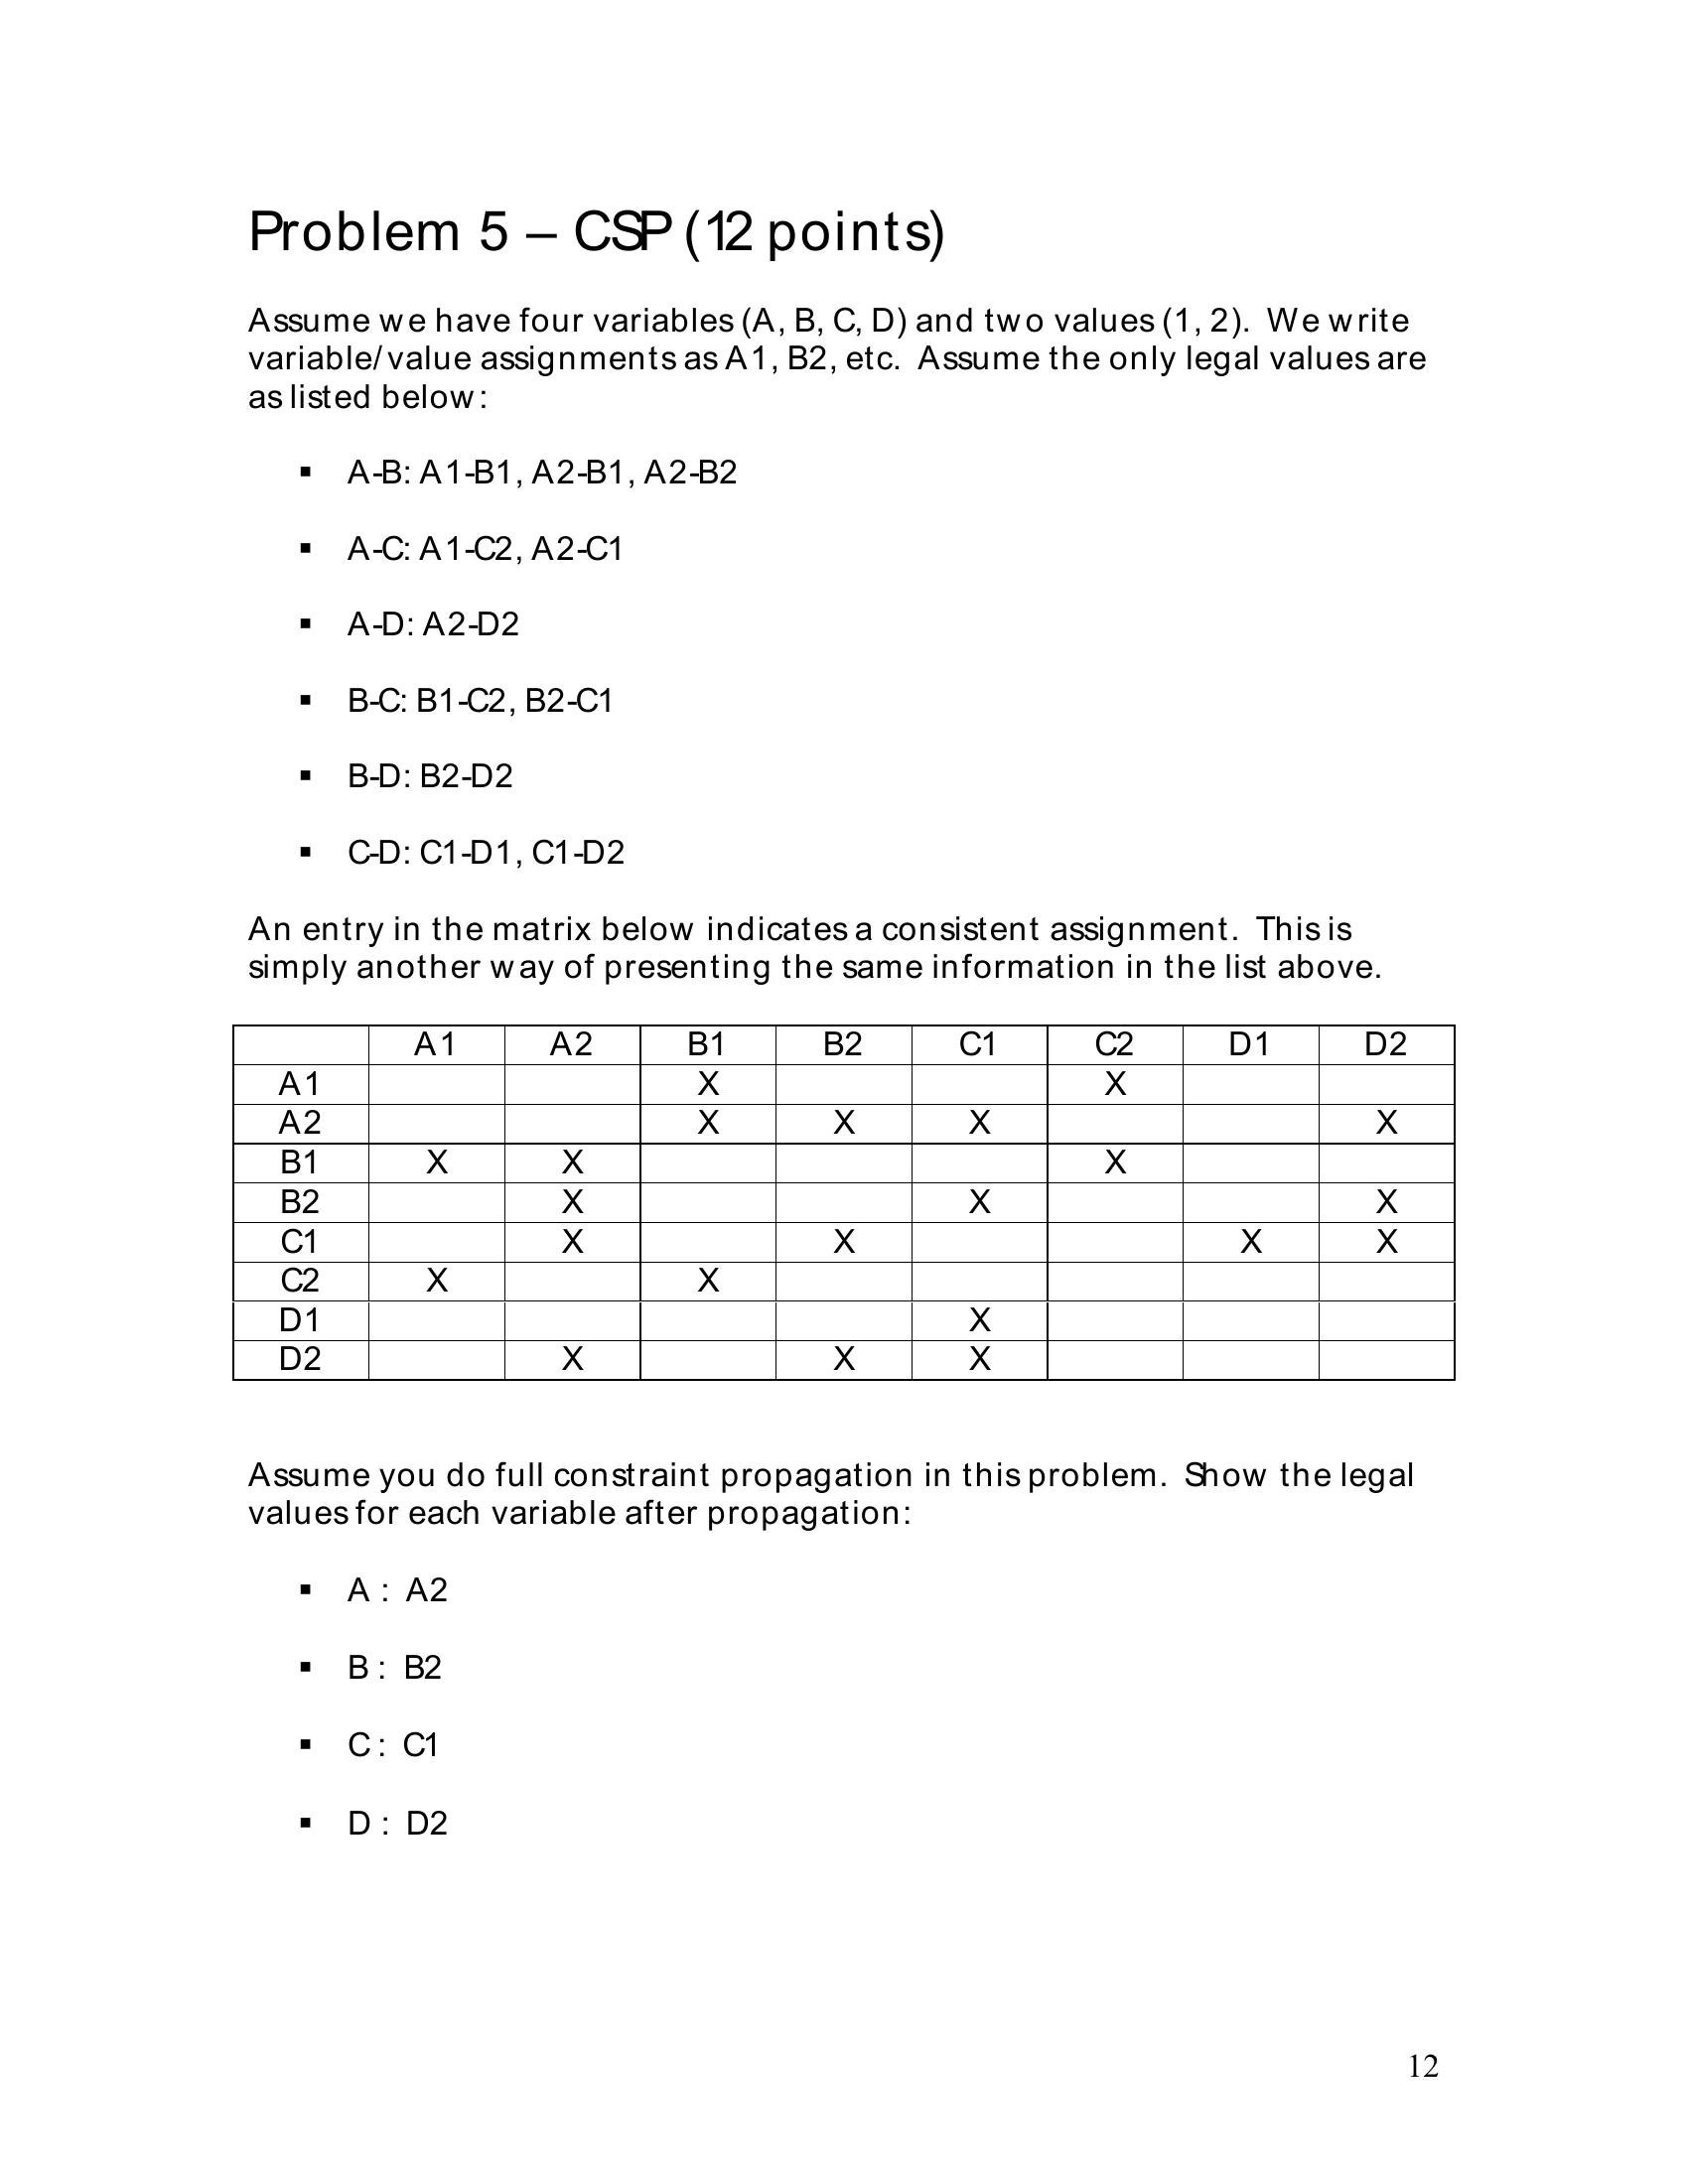 Problem 5 – CSP (12 points)
Assume we have four variables (A, B, C, D) and two values (1, 2). We write
variable/value assignments as A1, B2, etc. Assume the only legal values are
as listed below:
▪ A-B: A1-B1, A2-B1, A2-B2
▪ A-C: A1-C2, A2-C1
▪ A-D: A2-D2
▪ B-C: B1-C2, B2-C1
▪ B-D: B2-D2
▪ C-D: C1-D1, C1-D2
An entry in the matrix below indicates a consistent assignment. This is
simply another way of presenting the same information in the list above.
A1 A2 B1 B2 C1 C2 D1 D2
A1 X X
A2 X X X X
B1 X X X
B2 X X X
C1 X X X X
C2 X X
D1 X
D2 X X X
Assume you do full constraint propagation in this problem. Show the legal
values for each variable after propagation:
▪ A : A2
▪ B : B2
▪ C : C1
▪ D : D2
12